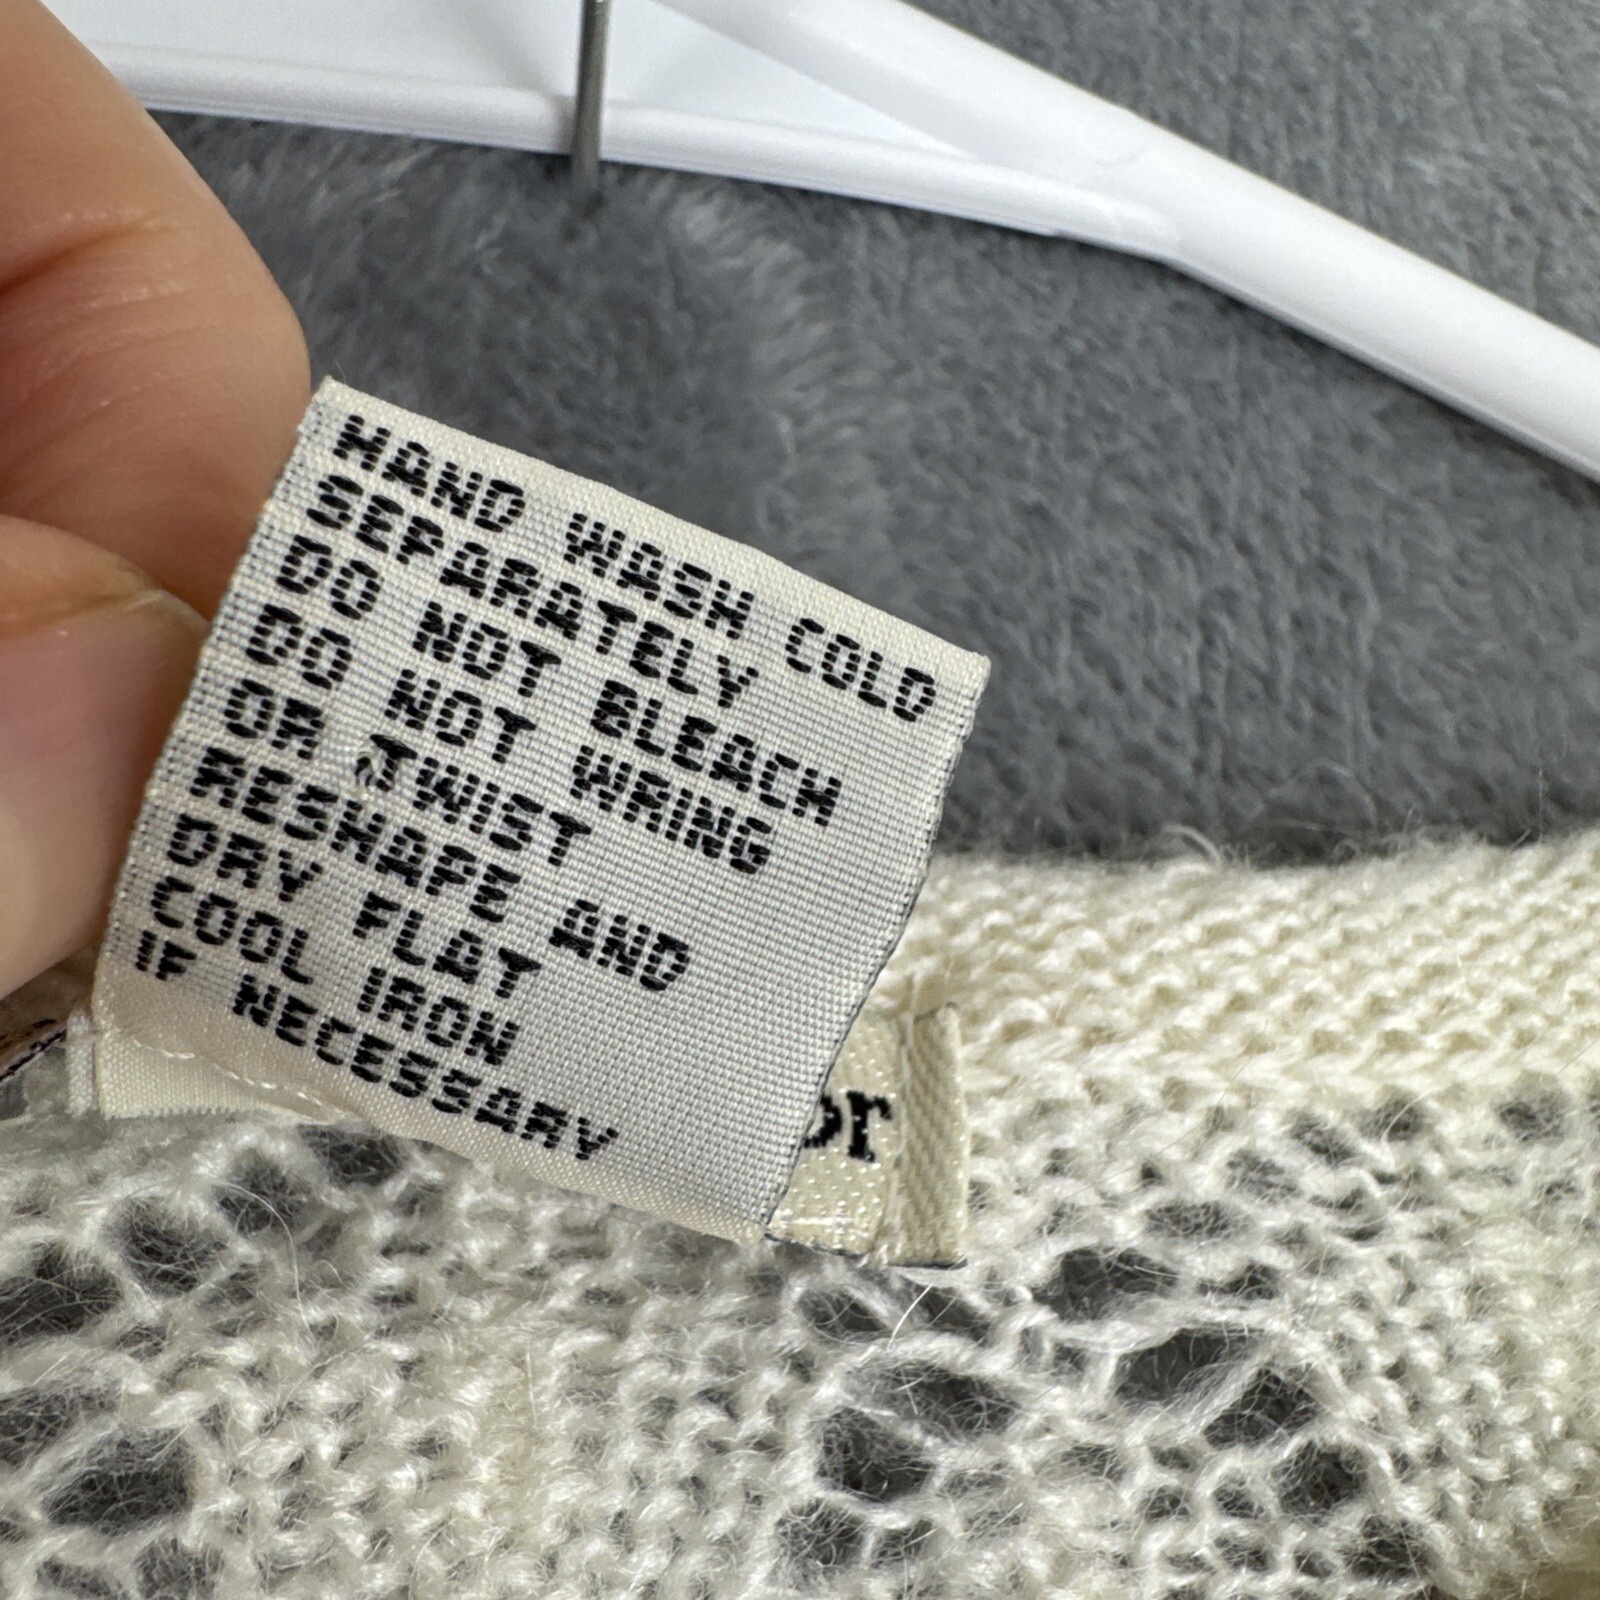 HAND WASH COLD
SEPARATELY
DO NOT BLEACH
DO NOT WRING
OR TWIST
RESHAPE AND
DRY FLAT
COOL IRON
IF NECESSARY